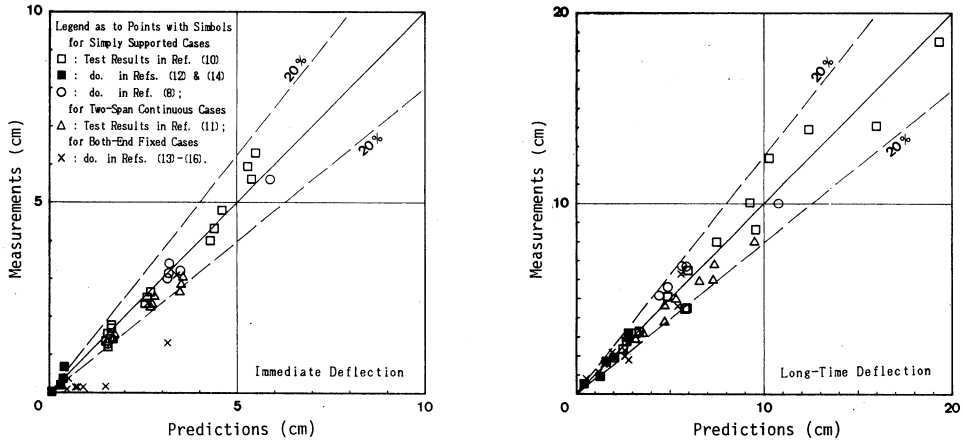 10
Legend as to Points with Simbols
for Simply Supported Cases
□ : Test Results in Ref. (10)
■ : do. in Refs. (12) & (14)
○ : do. in Ref. (8);
for Two-Span Continuous Cases
△ : Test Results in Ref. (11);
for Both-End Fixed Cases
× : do. in Refs. (13)-(16).
20%
20%
5
Measurements (cm)
Immediate Deflection
0
5
10
Predictions (cm)
20
20%
20%
10
Measurements (cm)
Long-Time Deflection
0
10
20
Predictions (cm)